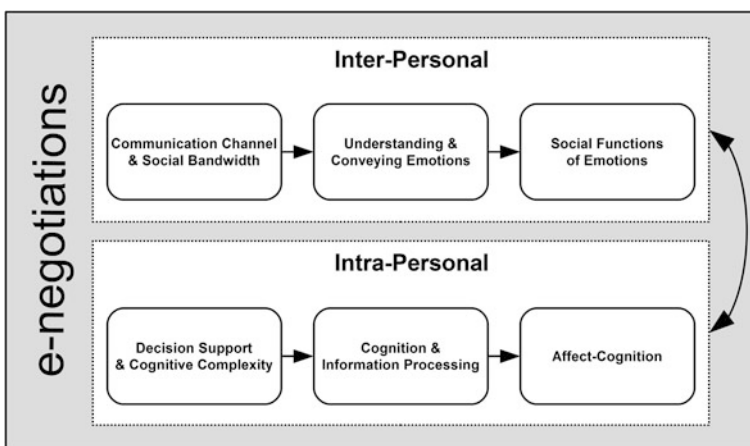 e-negotiations
Inter-Personal
Communication Channel
& Social Bandwidth
Understanding &
Conveying Emotions
Social Functions
of Emotions
Intra-Personal
Decision Support
& Cognitive Complexity
Cognition &
Information Processing
Affect-Cognition